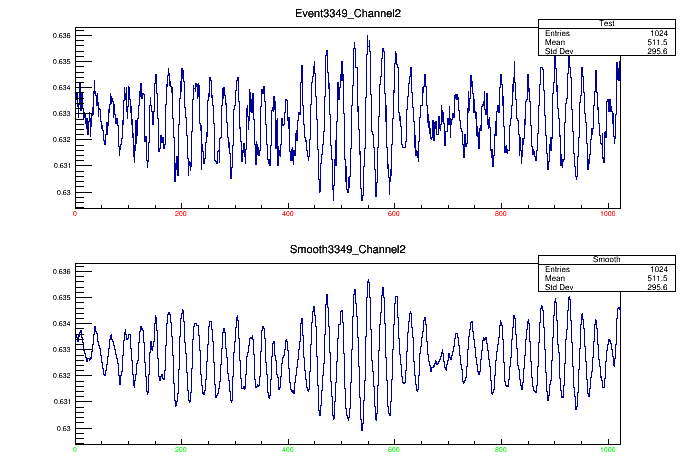 Event3349_Channel2
Test
Entries 1024
Mean 511.5
Std Dev 295.6
0.636
0.635
0.634
0.633
0.632
0.631
0.63
0 200 400 600 800 1000
Smooth3349_Channel2
Smooth
Entries 1024
Mean 511.5
Std Dev 295.6
0.636
0.635
0.634
0.633
0.632
0.631
0.63
0 200 400 600 800 1000